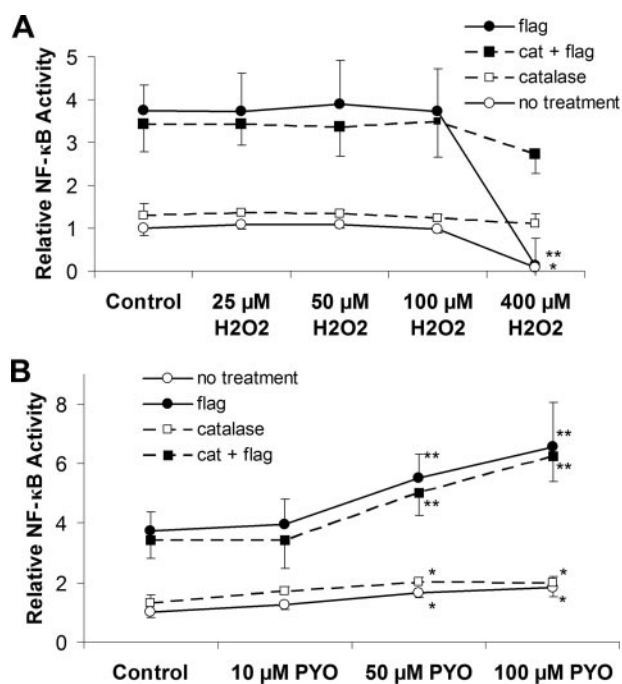 A
flag
cat + flag
catalase
no treatment
Relative NF-κB Activity
6
5
4
3
2
1
0
**
*
Control
25 µM
H2O2
50 µM
H2O2
100 µM
H2O2
400 µM
H2O2
B
no treatment
flag
catalase
cat + flag
Relative NF-κB Activity
8
6
4
2
0
**
**
**
**
*
*
*
*
Control
10 µM PYO
50 µM PYO
100 µM PYO